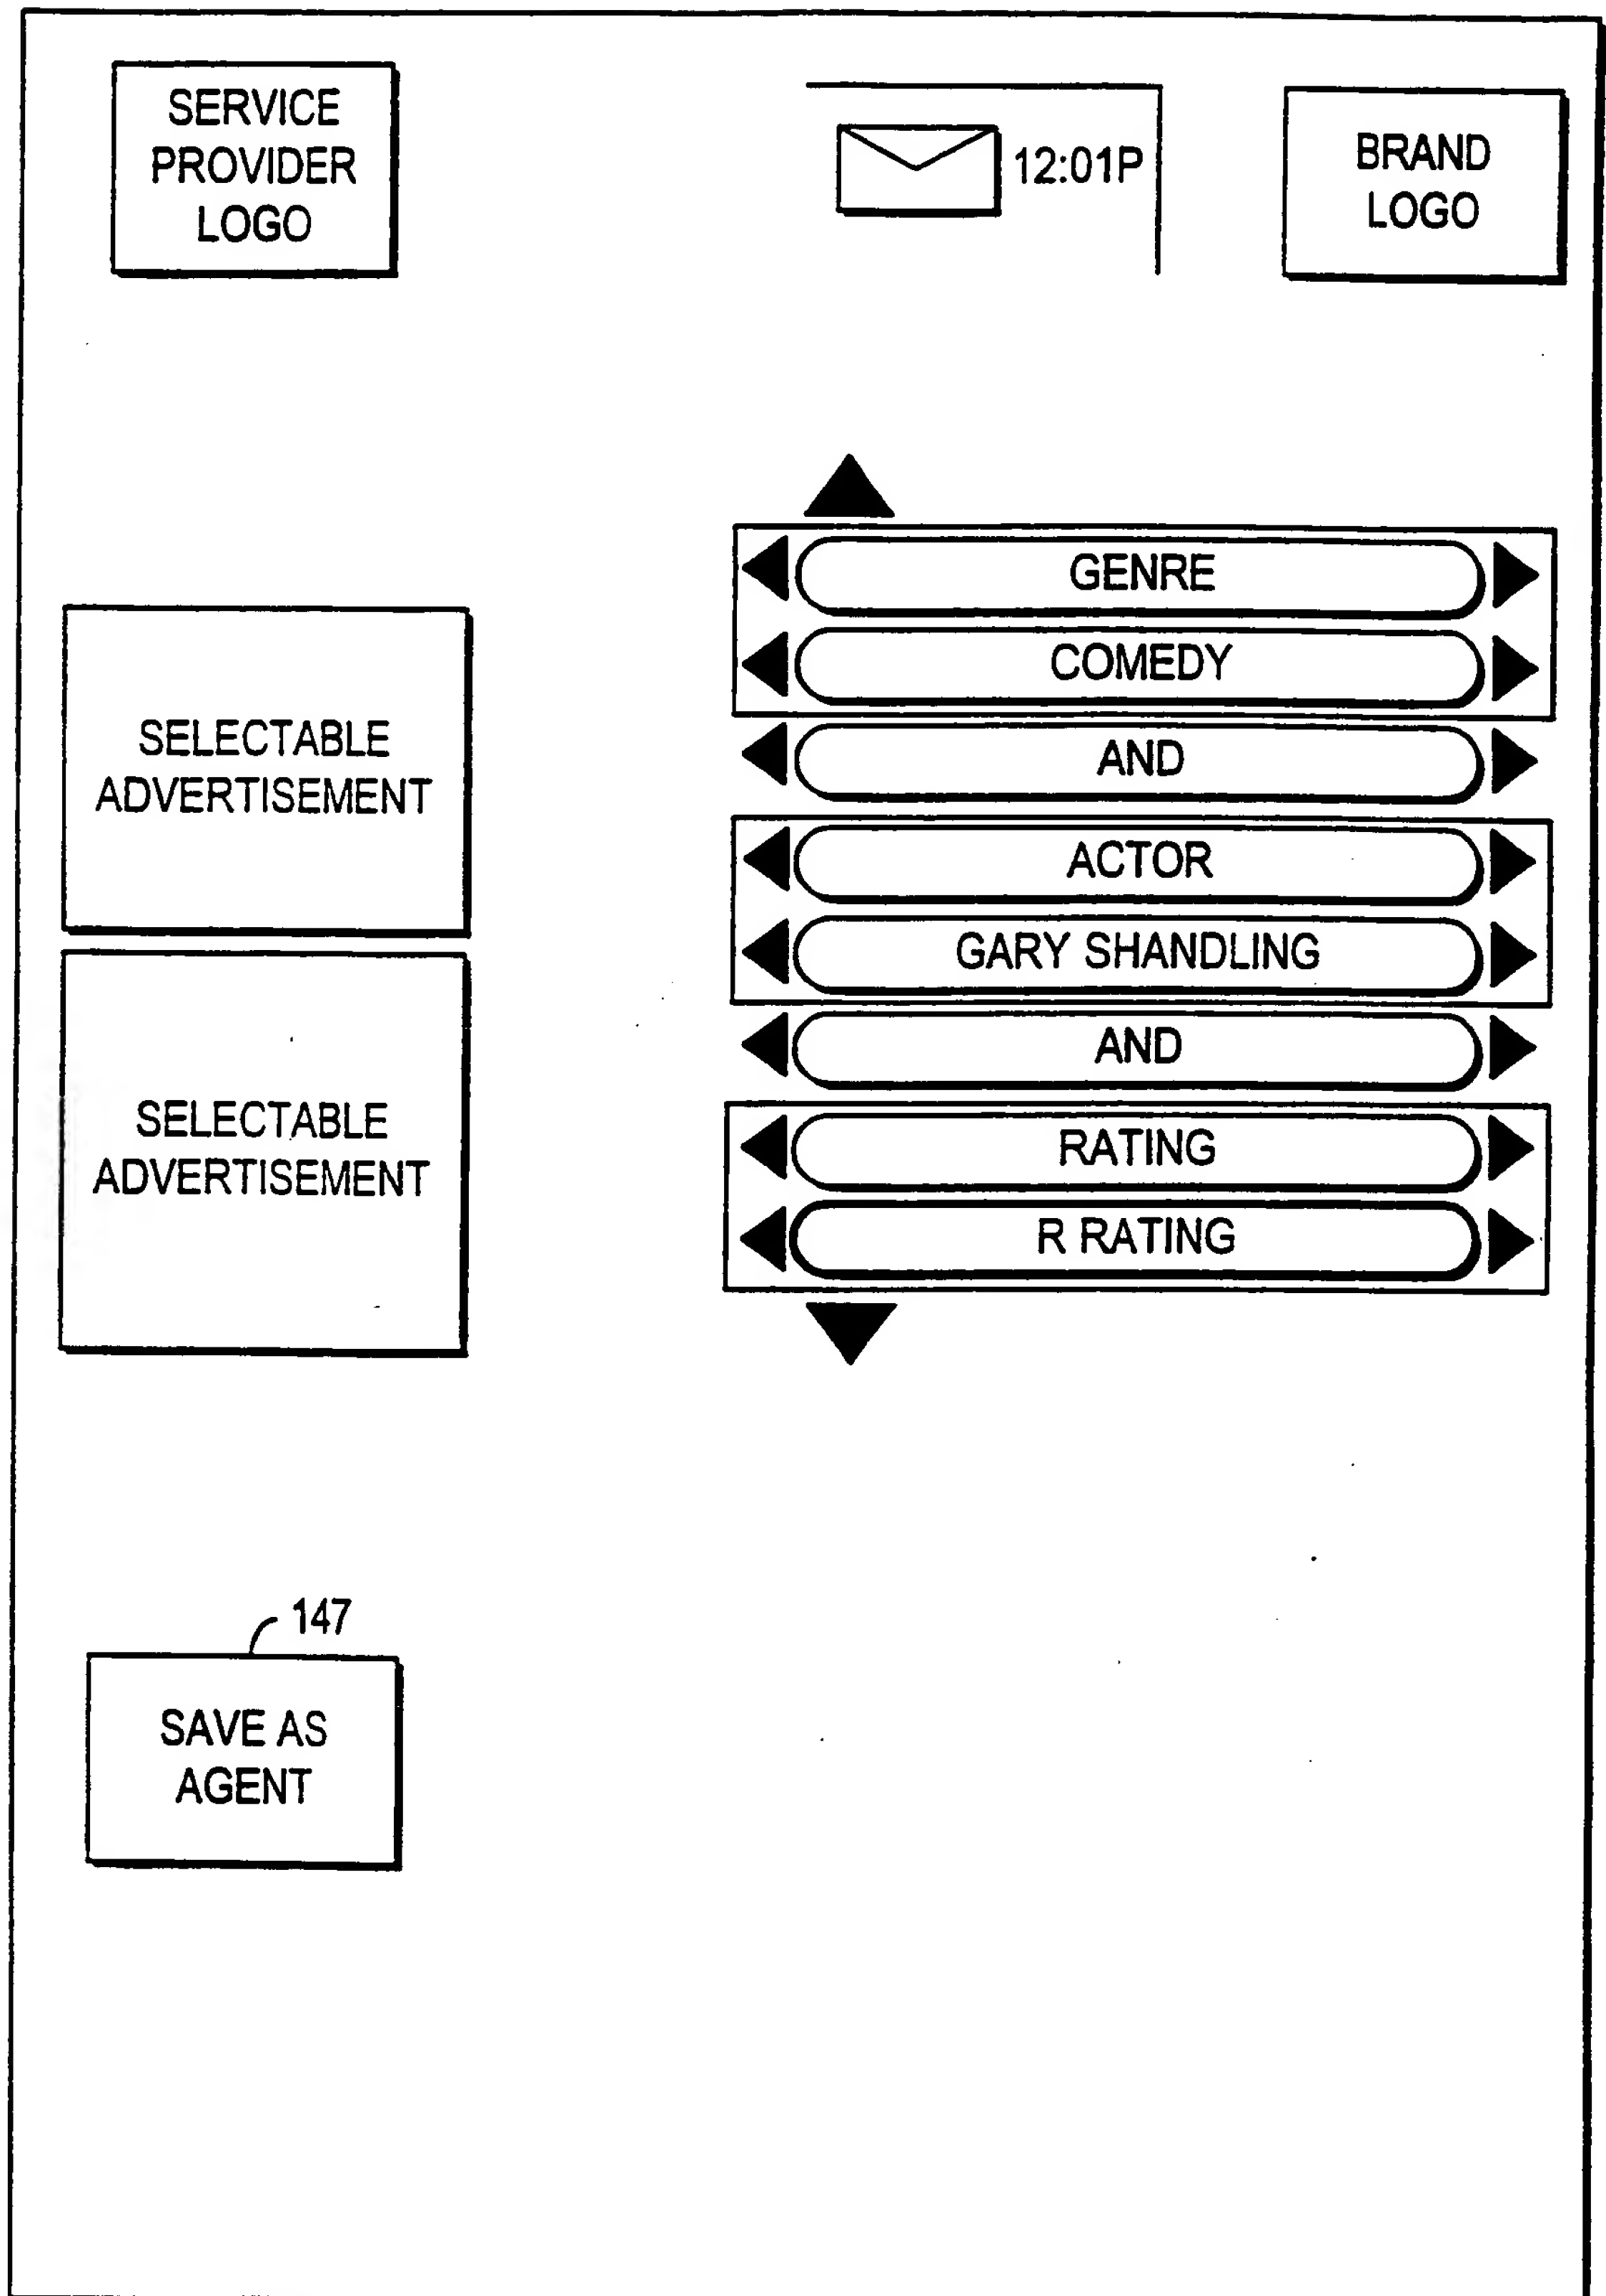 SERVICE
PROVIDER
LOGO
12:01P
BRAND
LOGO
GENRE
COMEDY
AND
ACTOR
GARY SHANDLING
AND
RATING
R RATING
SELECTABLE
ADVERTISEMENT
SELECTABLE
ADVERTISEMENT
147
SAVE AS
AGENT